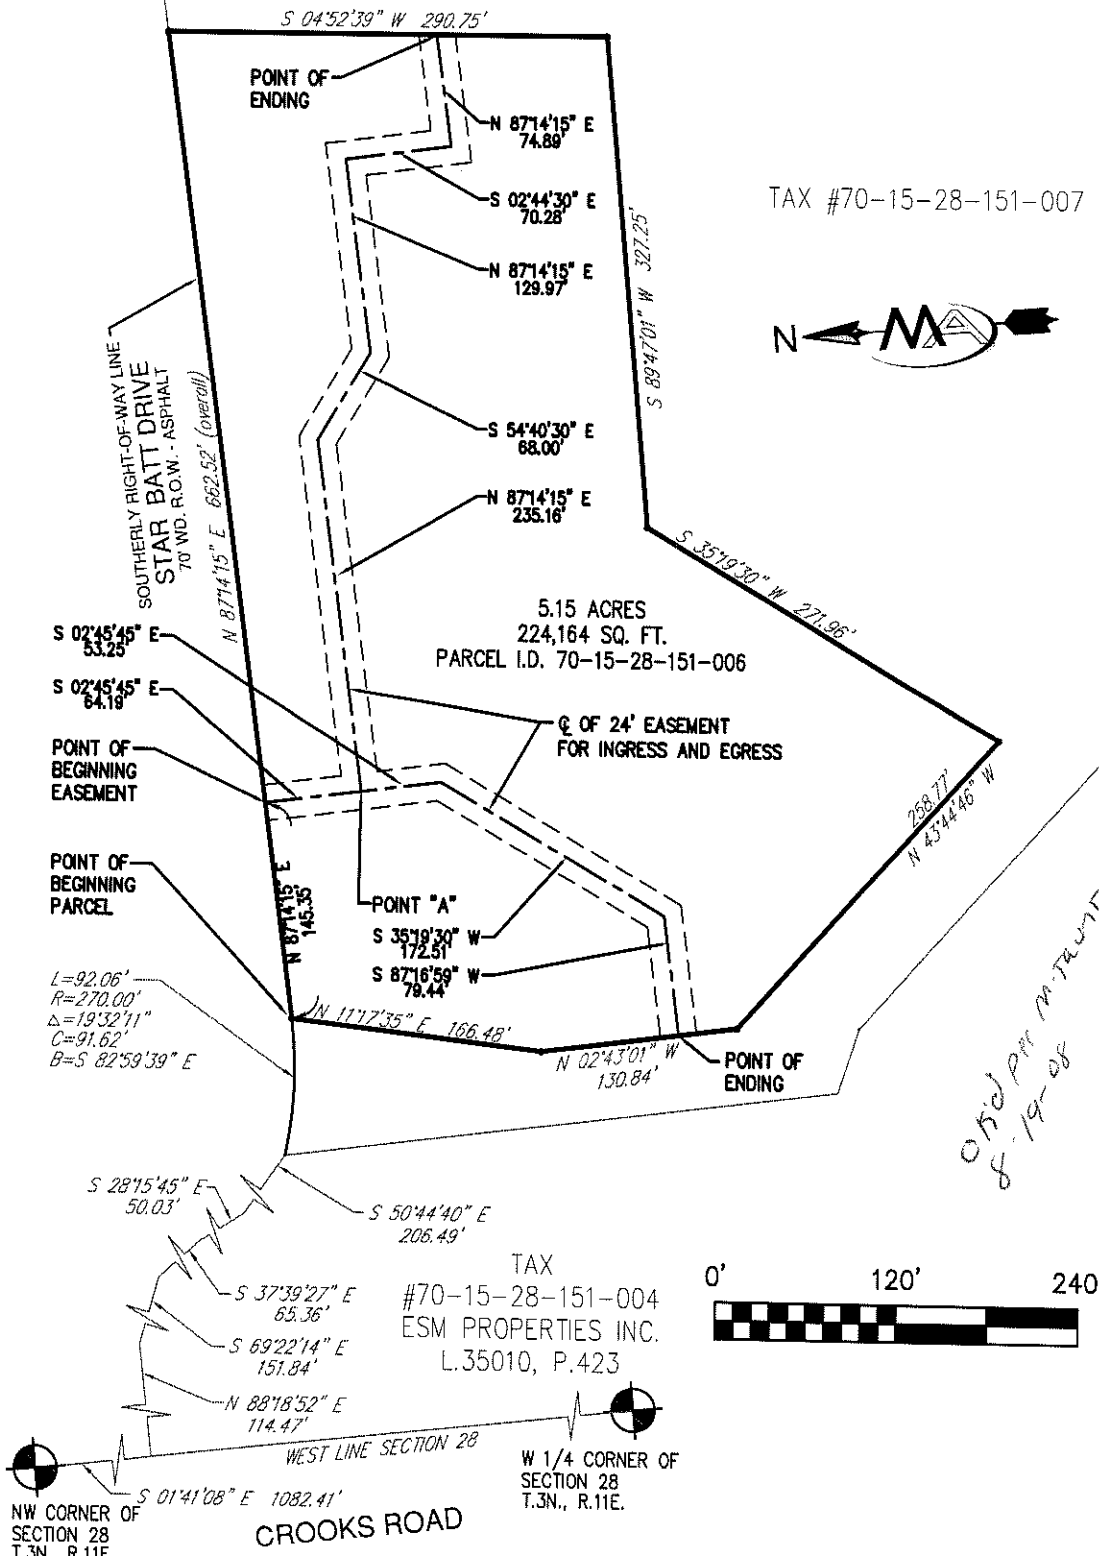 S 04°52'39" W 290.75'
POINT OF
ENDING
N 87°14'15" E
74.89'
S 02°44'30" E
70.28'
N 87°14'15" E
129.97'
TAX #70-15-28-151-007
N
MA
S 89°47'01" W 327.25'
SOUTHERLY RIGHT-OF-WAY LINE
STAR BATT DRIVE
70' WD. R.O.W. - ASPHALT
N 87°14'15" E 662.52' (overall)
S 54°40'30" E
68.00'
N 87°14'15" E
235.16'
S 35°19'30" W 271.96'
5.15 ACRES
224,164 SQ. FT.
PARCEL I.D. 70-15-28-151-006
S 02°45'45" E
53.25'
S 02°45'45" E
64.19'
POINT OF
BEGINNING
EASEMENT
℄ OF 24' EASEMENT
FOR INGRESS AND EGRESS
258.77'
N 43°44'46" W
POINT OF
BEGINNING
PARCEL
N 87°14'15" E
145.35'
POINT "A"
S 35°19'30" W
172.51'
S 87°16'59" W
79.44'
L=92.06'
R=270.00'
Δ=19°32'11"
C=91.62'
B=S 82°59'39" E
N 11°17'35" E 166.48'
N 02°43'01" W
130.84'
POINT OF
ENDING
8-19-08
S 28°15'45" E
50.03'
S 50°44'40" E
206.49'
S 37°39'27" E
65.36'
S 69°22'14" E
151.84'
N 88°18'52" E
114.47'
TAX
#70-15-28-151-004
ESM PROPERTIES INC.
L.35010, P.423
0' 120' 240
WEST LINE SECTION 28
W 1/4 CORNER OF
SECTION 28
T.3N., R.11E.
S 01°41'08" E 1082.41'
NW CORNER OF
SECTION 28
T.3N., R.11E.
CROOKS ROAD